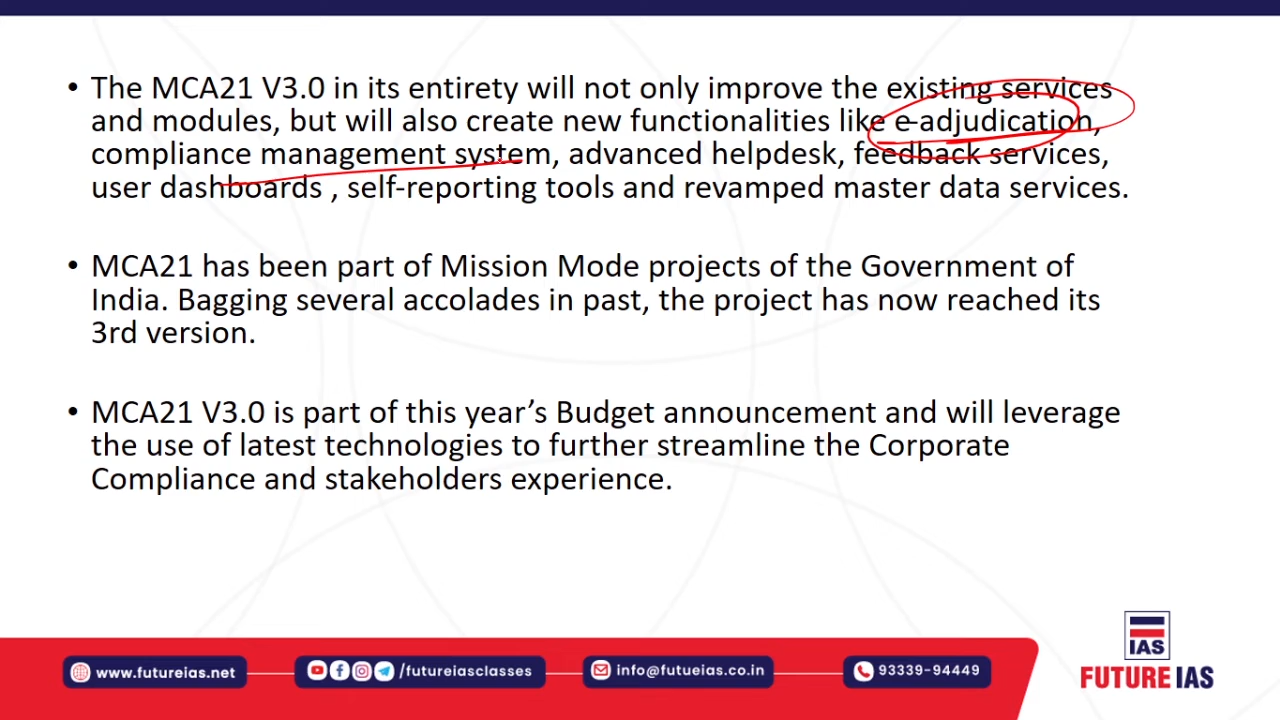 • The MCA21 V3.0 in its entirety will not only improve the existing services
and modules, but will also create new functionalities like e-adjudication,
compliance management system, advanced helpdesk, feedback services,
user dashboards , self-reporting tools and revamped master data services.
• MCA21 has been part of Mission Mode projects of the Government of
India. Bagging several accolades in past, the project has now reached its
3rd version.
• MCA21 V3.0 is part of this year’s Budget announcement and will leverage
the use of latest technologies to further streamline the Corporate
Compliance and stakeholders experience.
IAS
FUTURE IAS
www.futureias.net
/futureiasclasses
info@futueias.co.in
93339-94449